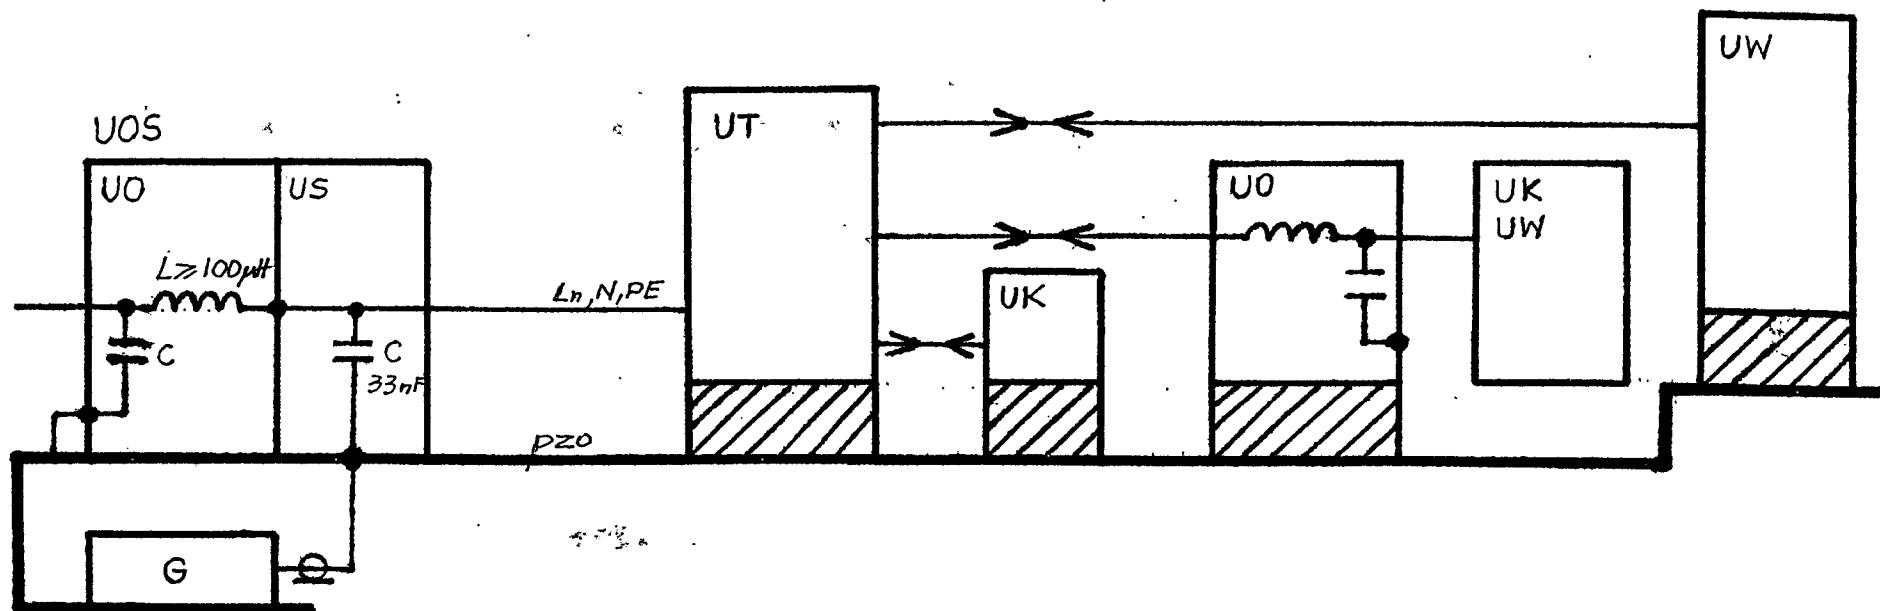 UOS
UO
US
L≥100μH
C
C
33nF
Ln, N, PE
pzo
G
UT
UK
UO
UK
UW
UW